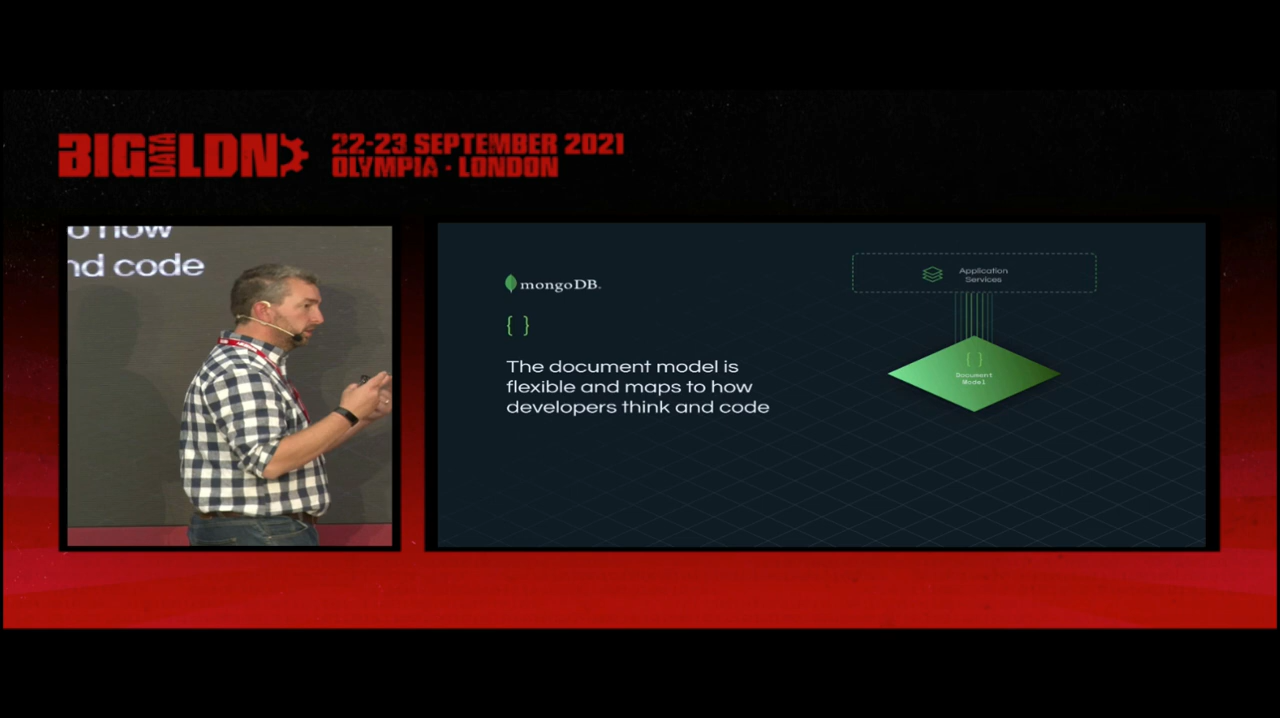 BIG DATA LDN
22-23 SEPTEMBER 2021
OLYMPIA · LONDON
o how
nd code
mongoDB.
{ }
The document model is
flexible and maps to how
developers think and code
Application
Services
{ }
Document
Model